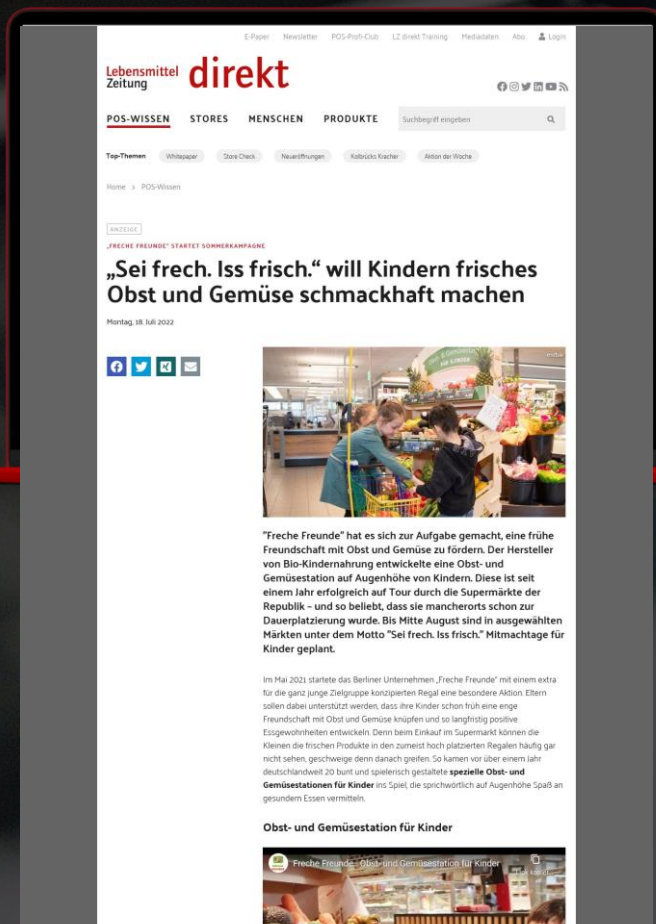 E-Paper Newsletter POS-Profi-Club LZ direkt Training Mediadaten Abo Login
Lebensmittel
Zeitung
direkt
POS-WISSEN STORES MENSCHEN PRODUKTE Suchbegriff eingeben
Top-Themen Whitepaper Store Check Neueröffnungen Kolbrücks Kracher Aktion der Woche
Home > POS-Wissen
ANZEIGE
„FRECHE FREUNDE“ STARTET SOMMERKAMPAGNE
„Sei frech. Iss frisch.“ will Kindern frisches
Obst und Gemüse schmackhaft machen
Montag, 18. Juli 2022
FÜR KINDER
"Freche Freunde" hat es sich zur Aufgabe gemacht, eine frühe
Freundschaft mit Obst und Gemüse zu fördern. Der Hersteller
von Bio-Kindernahrung entwickelte eine Obst- und
Gemüsestation auf Augenhöhe von Kindern. Diese ist seit
einem Jahr erfolgreich auf Tour durch die Supermärkte der
Republik – und so beliebt, dass sie mancherorts schon zur
Dauerplatzierung wurde. Bis Mitte August sind in ausgewählten
Märkten unter dem Motto "Sei frech. Iss frisch." Mitmachtage für
Kinder geplant.
Im Mai 2021 startete das Berliner Unternehmen „Freche Freunde“ mit einem extra
für die ganz junge Zielgruppe konzipierten Regal eine besondere Aktion. Eltern
sollen dabei unterstützt werden, dass ihre Kinder schon früh eine enge
Freundschaft mit Obst und Gemüse knüpfen und so langfristig positive
Essgewohnheiten entwickeln. Denn beim Einkauf im Supermarkt können die
Kleinen die frischen Produkte in den zumeist hoch platzierten Regalen häufig gar
nicht sehen, geschweige denn danach greifen. So kamen vor über einem Jahr
deutschlandweit 20 bunt und spielerisch gestaltete spezielle Obst- und
Gemüsestationen für Kinder ins Spiel, die sprichwörtlich auf Augenhöhe Spaß an
gesundem Essen vermitteln.
Obst- und Gemüsestation für Kinder
Freche Freunde - Obst- und Gemüsestation für Kinder